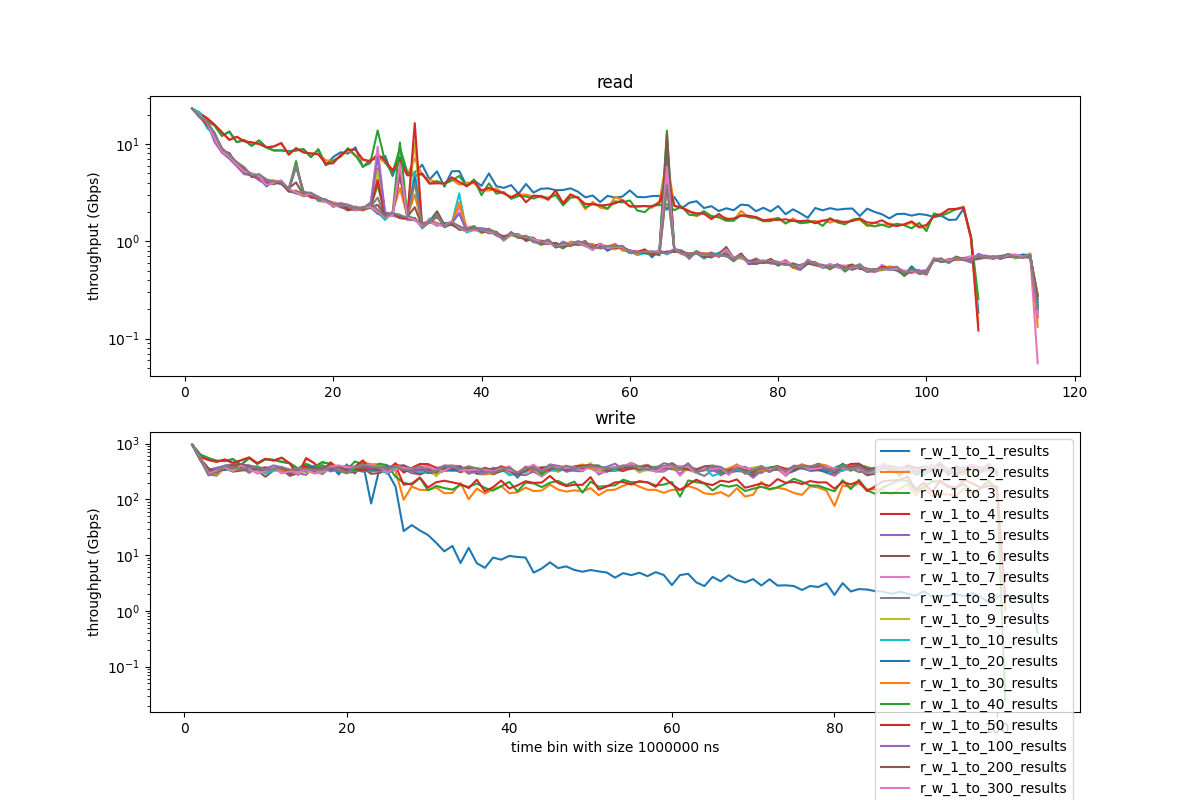 read
throughput (Gbps)
10¹
10⁰
10⁻¹
0 20 40 60 80 100 120
write
throughput (Gbps)
10³
10²
10¹
10⁰
10⁻¹
0 20 40 60 80
time bin with size 1000000 ns
r_w_1_to_1_results
r_w_1_to_2_results
r_w_1_to_3_results
r_w_1_to_4_results
r_w_1_to_5_results
r_w_1_to_6_results
r_w_1_to_7_results
r_w_1_to_8_results
r_w_1_to_9_results
r_w_1_to_10_results
r_w_1_to_20_results
r_w_1_to_30_results
r_w_1_to_40_results
r_w_1_to_50_results
r_w_1_to_100_results
r_w_1_to_200_results
r_w_1_to_300_results